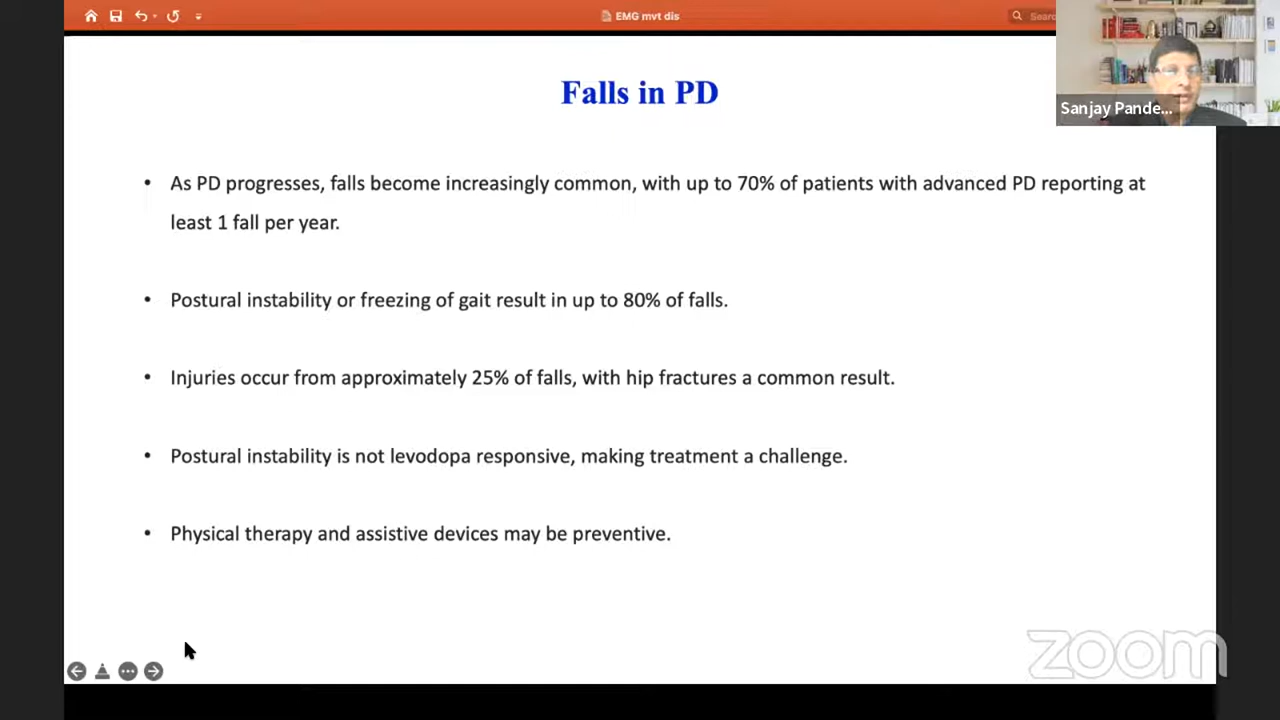 EMG mvt dis
Sear
Sanjay Pande...
Falls in PD
• As PD progresses, falls become increasingly common, with up to 70% of patients with advanced PD reporting at
least 1 fall per year.
• Postural instability or freezing of gait result in up to 80% of falls.
• Injuries occur from approximately 25% of falls, with hip fractures a common result.
• Postural instability is not levodopa responsive, making treatment a challenge.
• Physical therapy and assistive devices may be preventive.
zoom